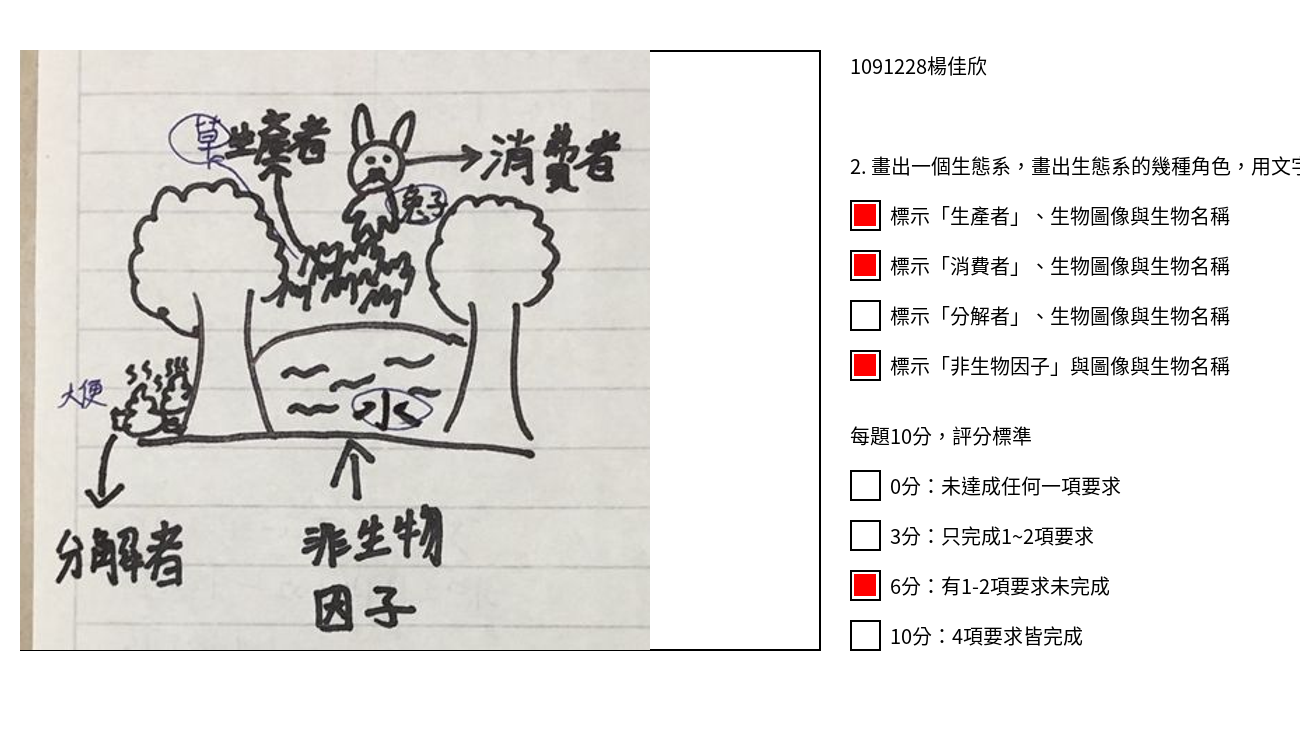 草
生產者
消費者
兔子
大便
水
分解者
非生物
因子
1091228楊佳欣
2. 畫出一個生態系，畫出生態系的幾種角色，用文字
標示「生產者」、生物圖像與生物名稱
標示「消費者」、生物圖像與生物名稱
標示「分解者」、生物圖像與生物名稱
標示「非生物因子」與圖像與生物名稱
每題10分，評分標準
0分：未達成任何一項要求
3分：只完成1~2項要求
6分：有1-2項要求未完成
10分：4項要求皆完成